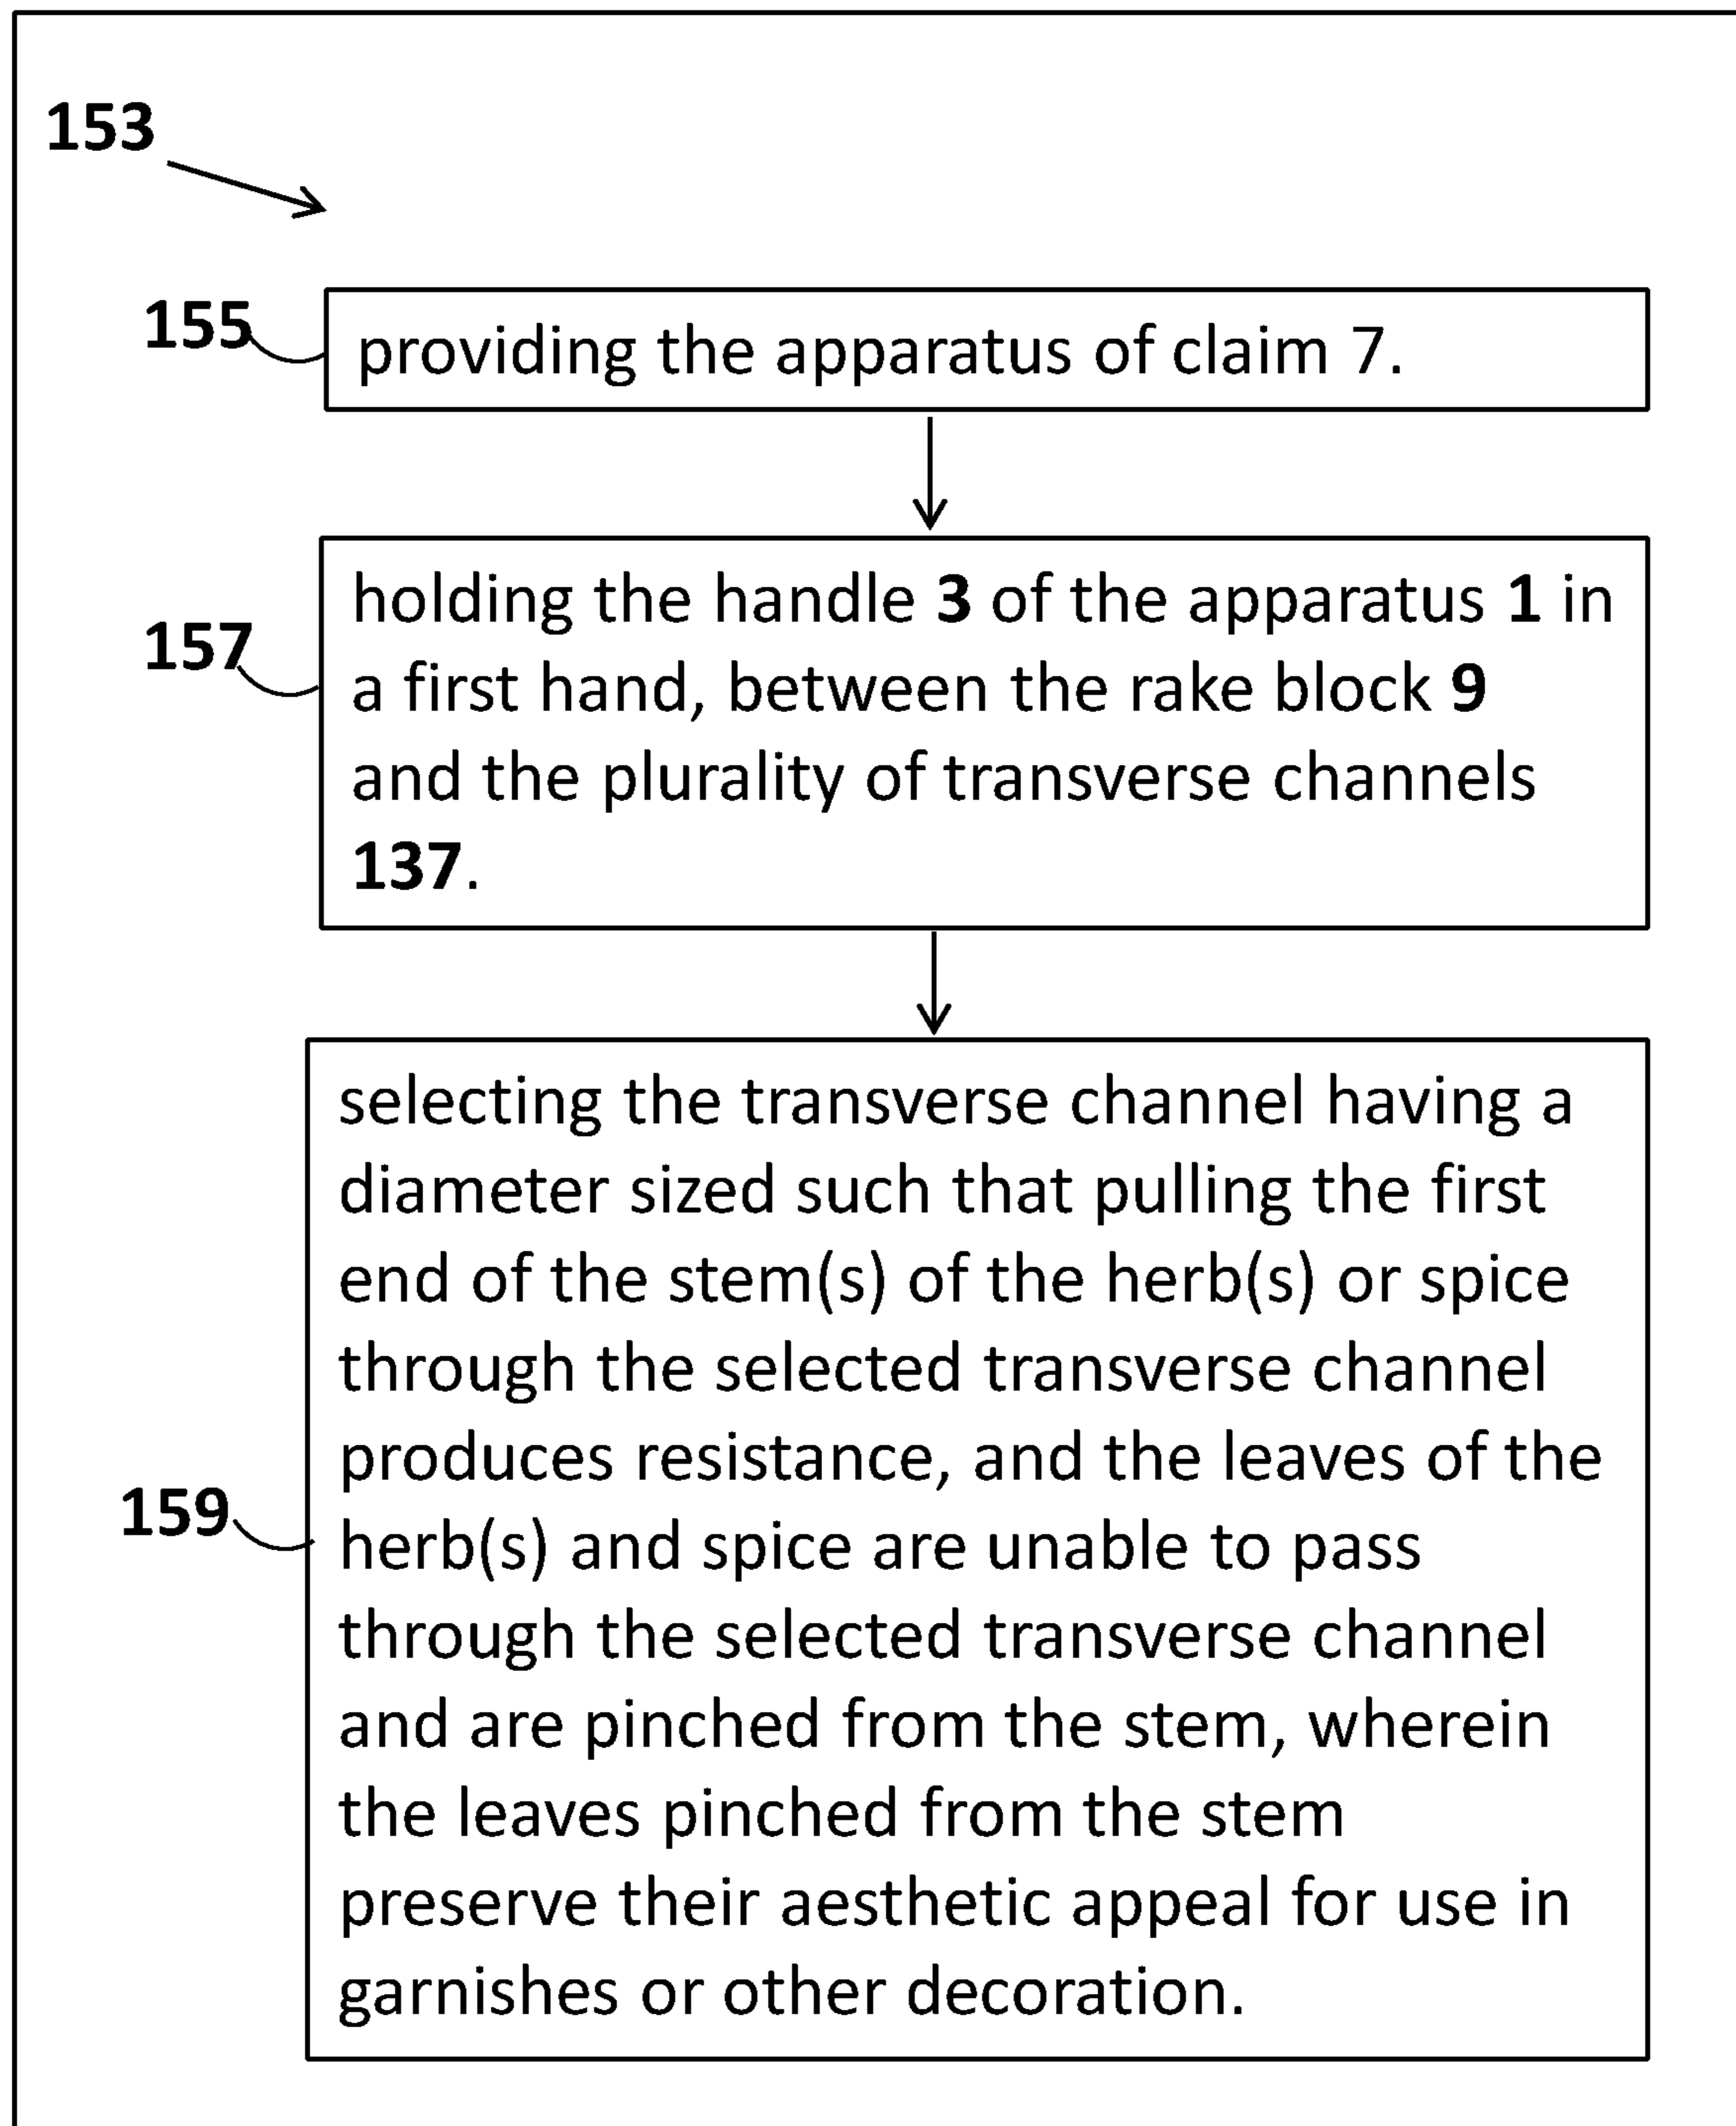 153
155
providing the apparatus of claim 7.
157
holding the handle 3 of the apparatus 1 in
a first hand, between the rake block 9
and the plurality of transverse channels
137.
159
selecting the transverse channel having a
diameter sized such that pulling the first
end of the stem(s) of the herb(s) or spice
through the selected transverse channel
produces resistance, and the leaves of the
herb(s) and spice are unable to pass
through the selected transverse channel
and are pinched from the stem, wherein
the leaves pinched from the stem
preserve their aesthetic appeal for use in
garnishes or other decoration.